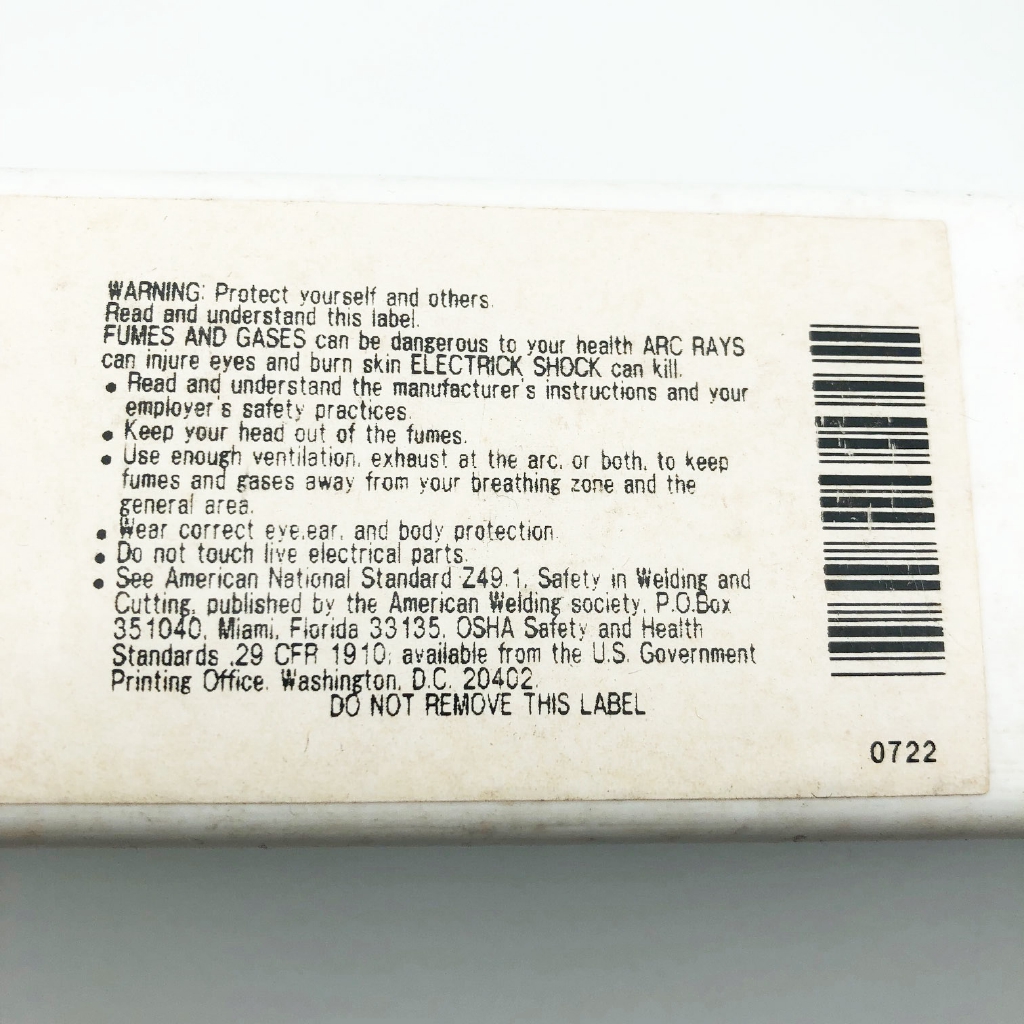 WARNING: Protect yourself and others.
Read and understand this label.
FUMES AND GASES can be dangerous to your health ARC RAYS
can injure eyes and burn skin ELECTRICK SHOCK can kill.
• Read and understand the manufacturer's instructions and your
employer's safety practices.
• Keep your head out of the fumes.
• Use enough ventilation, exhaust at the arc, or both, to keep
fumes and gases away from your breathing zone and the
general area.
• Wear correct eye,ear, and body protection.
• Do not touch live electrical parts.
• See American National Standard Z49.1, Safety in Welding and
Cutting, published by the American Welding society, P.O.Box
351040, Miami, Florida 33135, OSHA Safety and Health
Standards ,29 CFR 1910; available from the U.S. Government
Printing Office, Washington, D.C. 20402.
DO NOT REMOVE THIS LABEL
0722